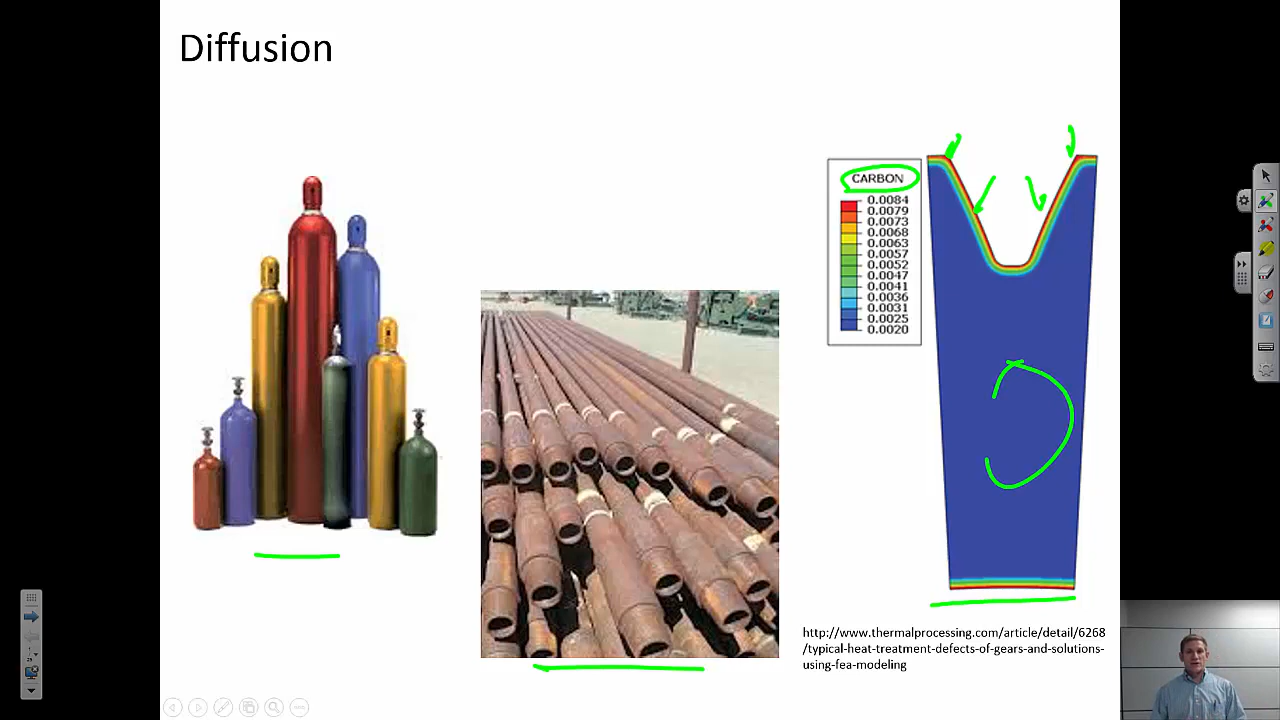 Diffusion
CARBON
0.0084
0.0079
0.0073
0.0068
0.0063
0.0057
0.0052
0.0047
0.0041
0.0036
0.0031
0.0025
0.0020
http://www.thermalprocessing.com/article/detail/6268
/typical-heat-treatment-defects-of-gears-and-solutions-
using-fea-modeling